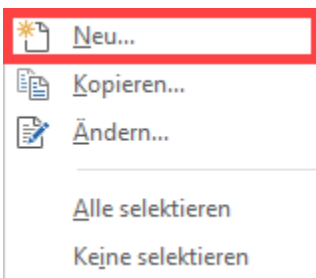 Neu...
Kopieren...
Ändern...
Alle selektieren
Keine selektieren